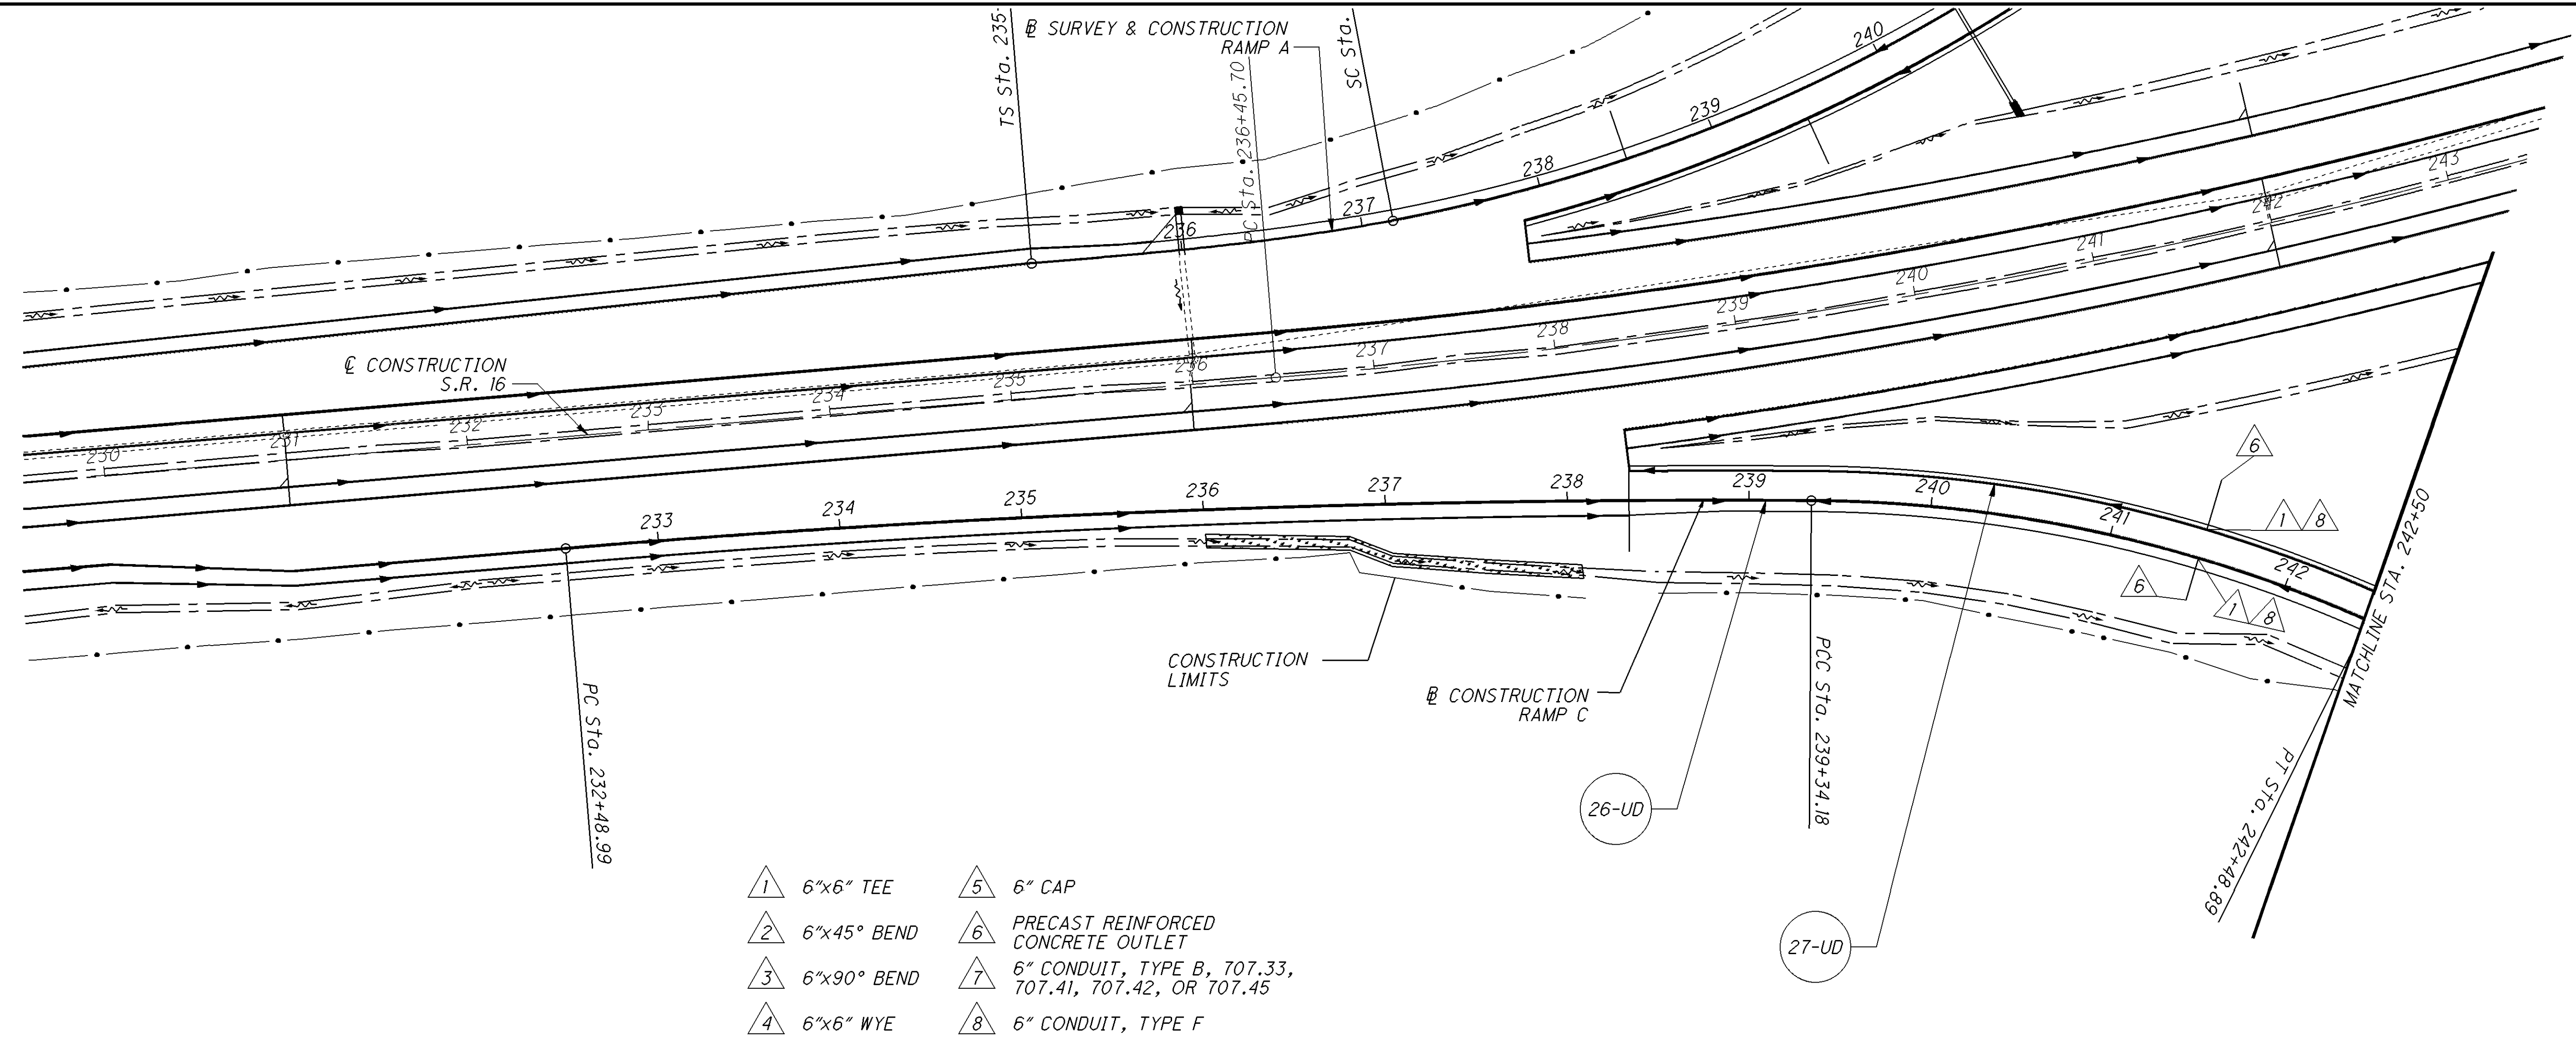 TS Sta. 235
℄ SURVEY & CONSTRUCTION
RAMP A
PC Sta. 236+45.70
SC Sta.
240
239
238
237
236
243
242
241
240
239
238
237
236
235
234
233
232
231
230
℄ CONSTRUCTION
S.R. 16
233
234
235
236
237
238
239
240
241
242
6
1 8
6
1 8
MATCHLINE STA. 242+50
CONSTRUCTION
LIMITS
℄ CONSTRUCTION
RAMP C
PC Sta. 232+48.99
PCC Sta. 239+34.18
PT Sta. 242+48.89
26-UD
27-UD
1 6"x6" TEE
2 6"x45° BEND
3 6"x90° BEND
4 6"x6" WYE
5 6" CAP
6 PRECAST REINFORCED
CONCRETE OUTLET
7 6" CONDUIT, TYPE B, 707.33,
707.41, 707.42, OR 707.45
8 6" CONDUIT, TYPE F